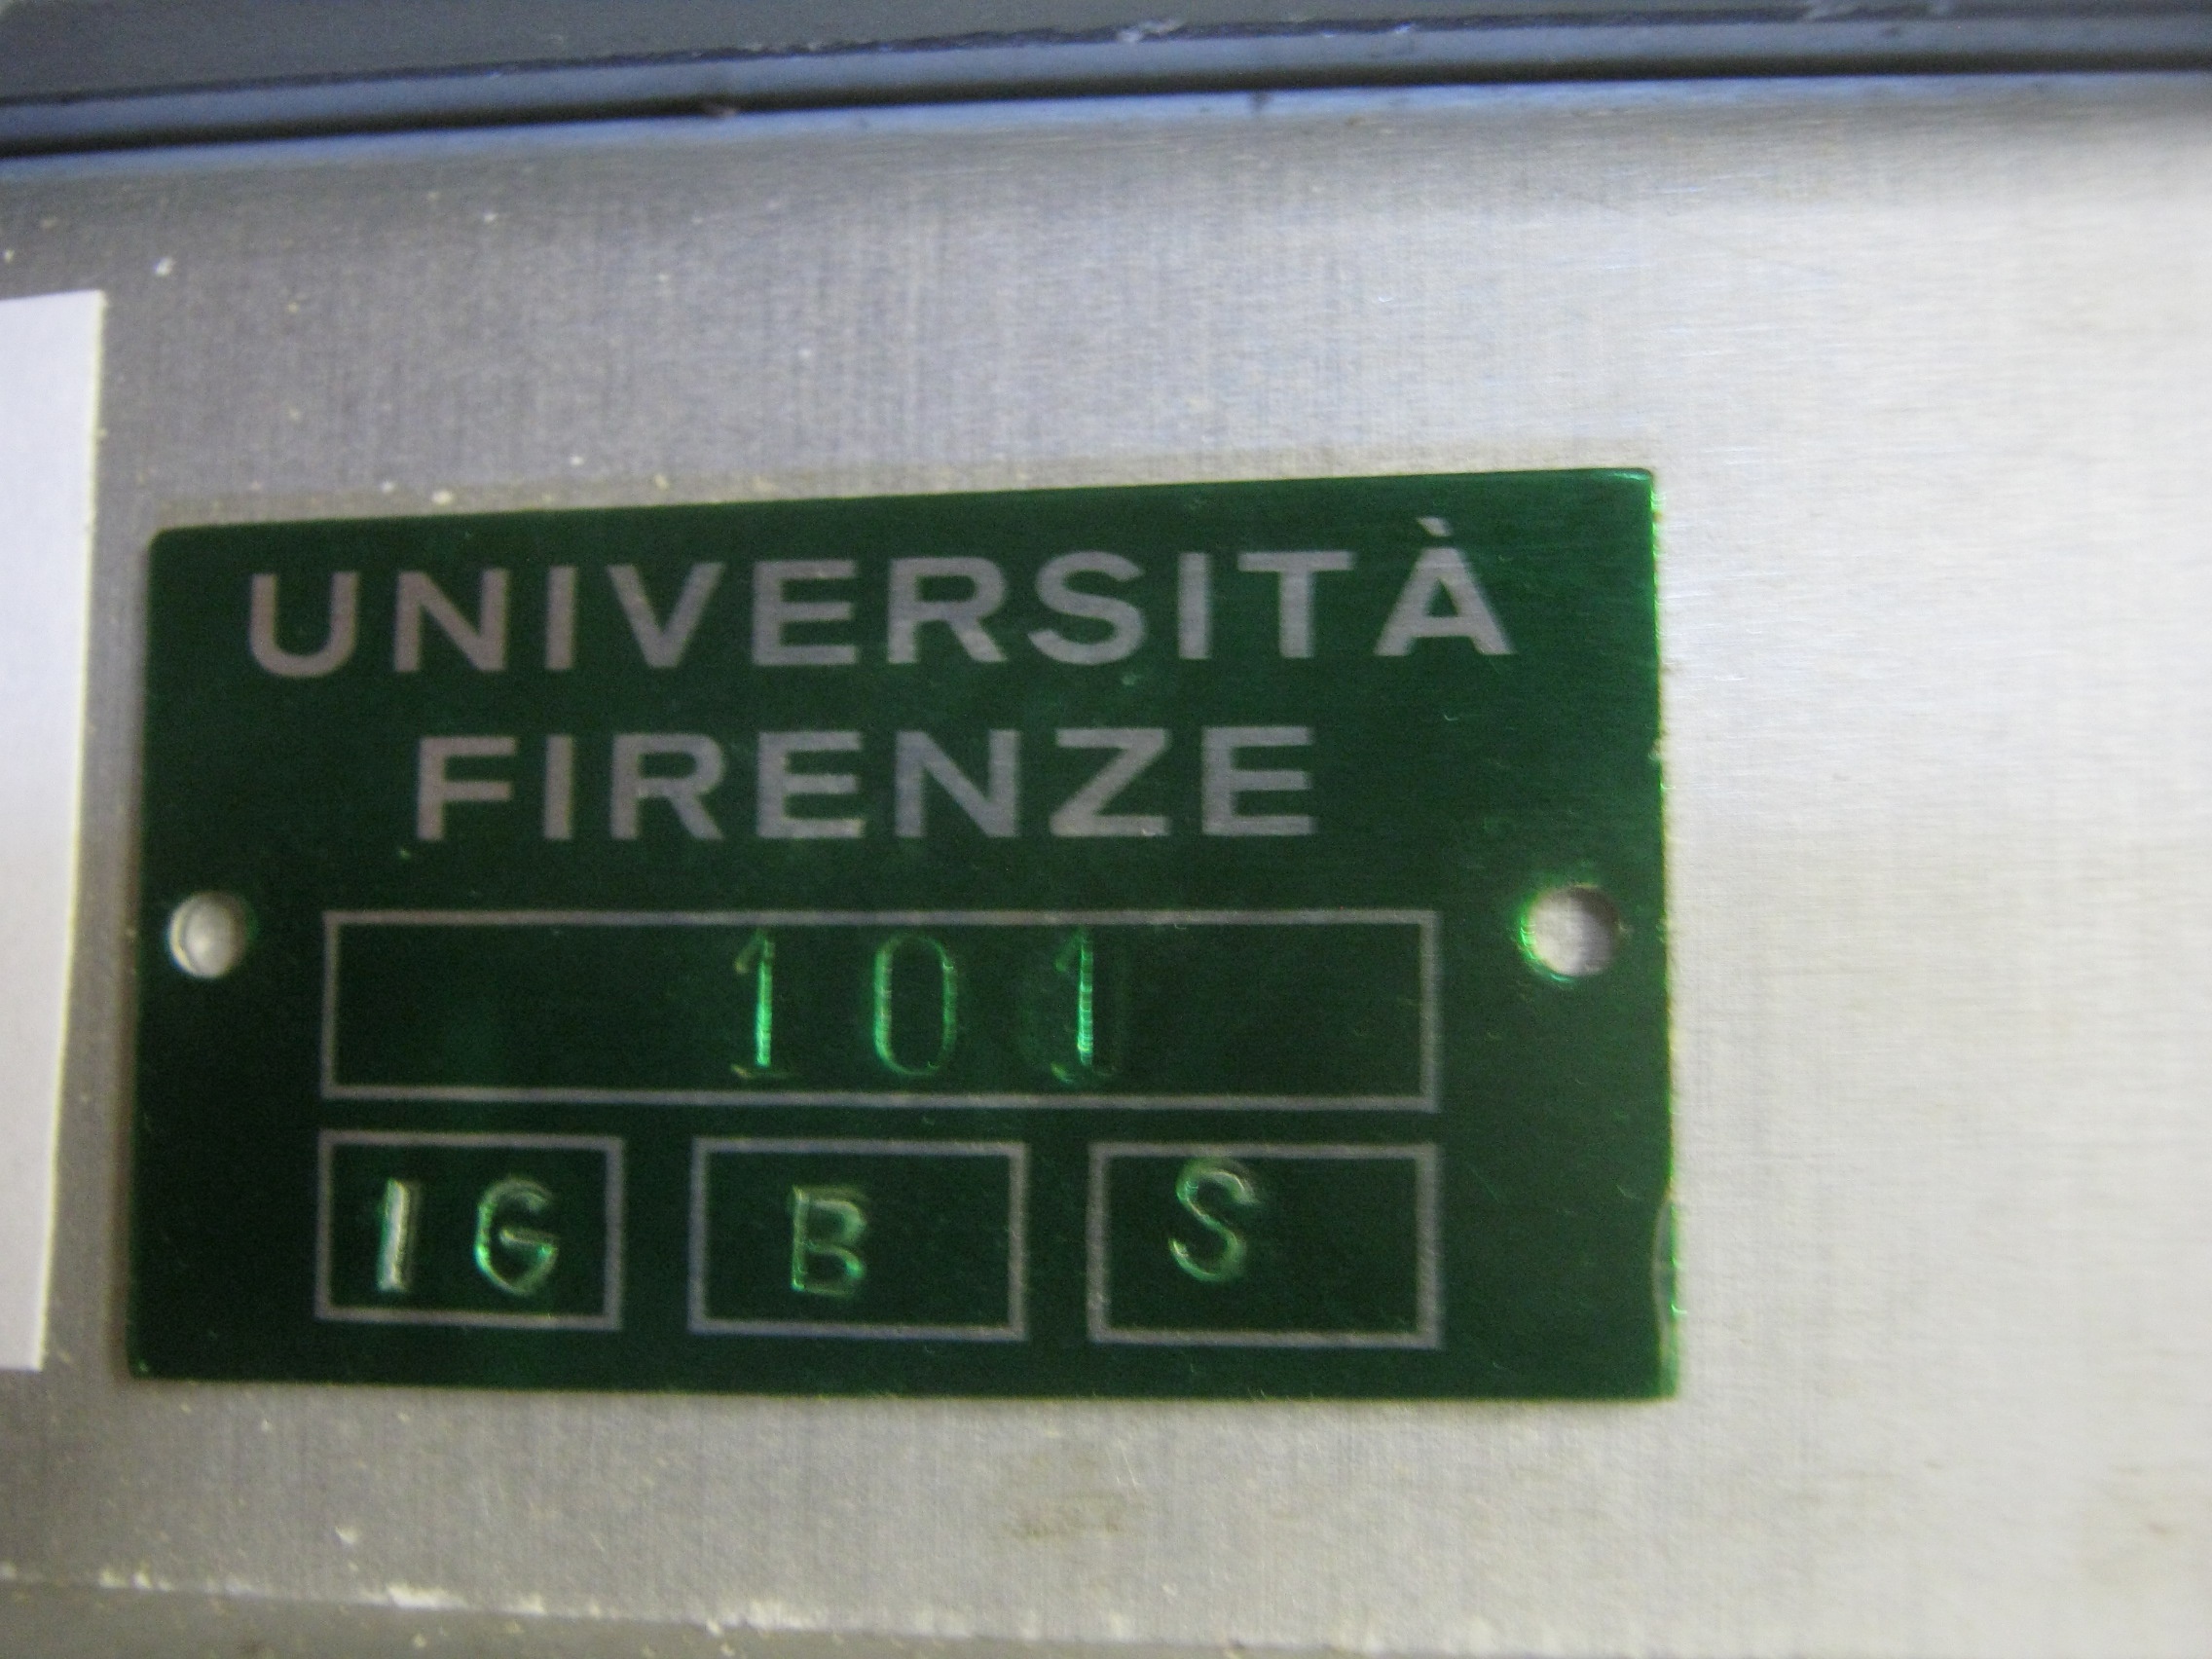 UNIVERSITÀ
FIRENZE
101
IG B S